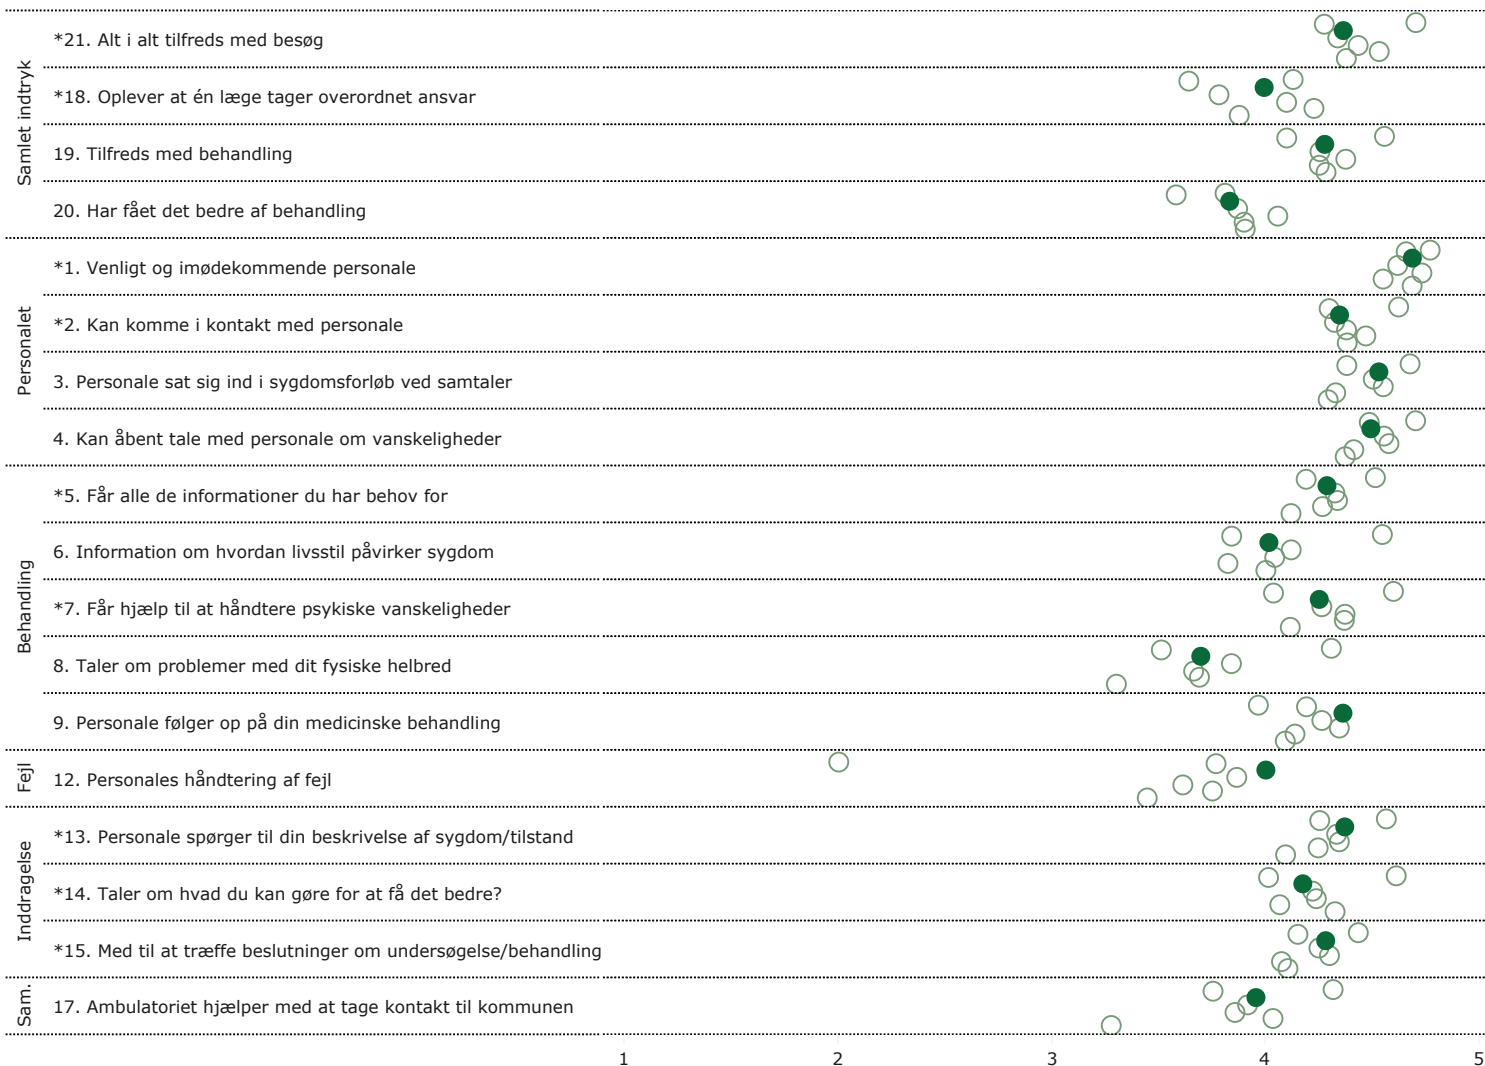 Samlet indtryk
*21. Alt i alt tilfreds med besøg
*18. Oplever at én læge tager overordnet ansvar
19. Tilfreds med behandling
20. Har fået det bedre af behandling
Personalet
*1. Venligt og imødekommende personale
*2. Kan komme i kontakt med personale
3. Personale sat sig ind i sygdomsforløb ved samtaler
4. Kan åbent tale med personale om vanskeligheder
Behandling
*5. Får alle de informationer du har behov for
6. Information om hvordan livsstil påvirker sygdom
*7. Får hjælp til at håndtere psykiske vanskeligheder
8. Taler om problemer med dit fysiske helbred
9. Personale følger op på din medicinske behandling
Fejl
12. Personales håndtering af fejl
Inddragelse
*13. Personale spørger til din beskrivelse af sygdom/tilstand
*14. Taler om hvad du kan gøre for at få det bedre?
*15. Med til at træffe beslutninger om undersøgelse/behandling
Sam.
17. Ambulatoriet hjælper med at tage kontakt til kommunen
1 2 3 4 5